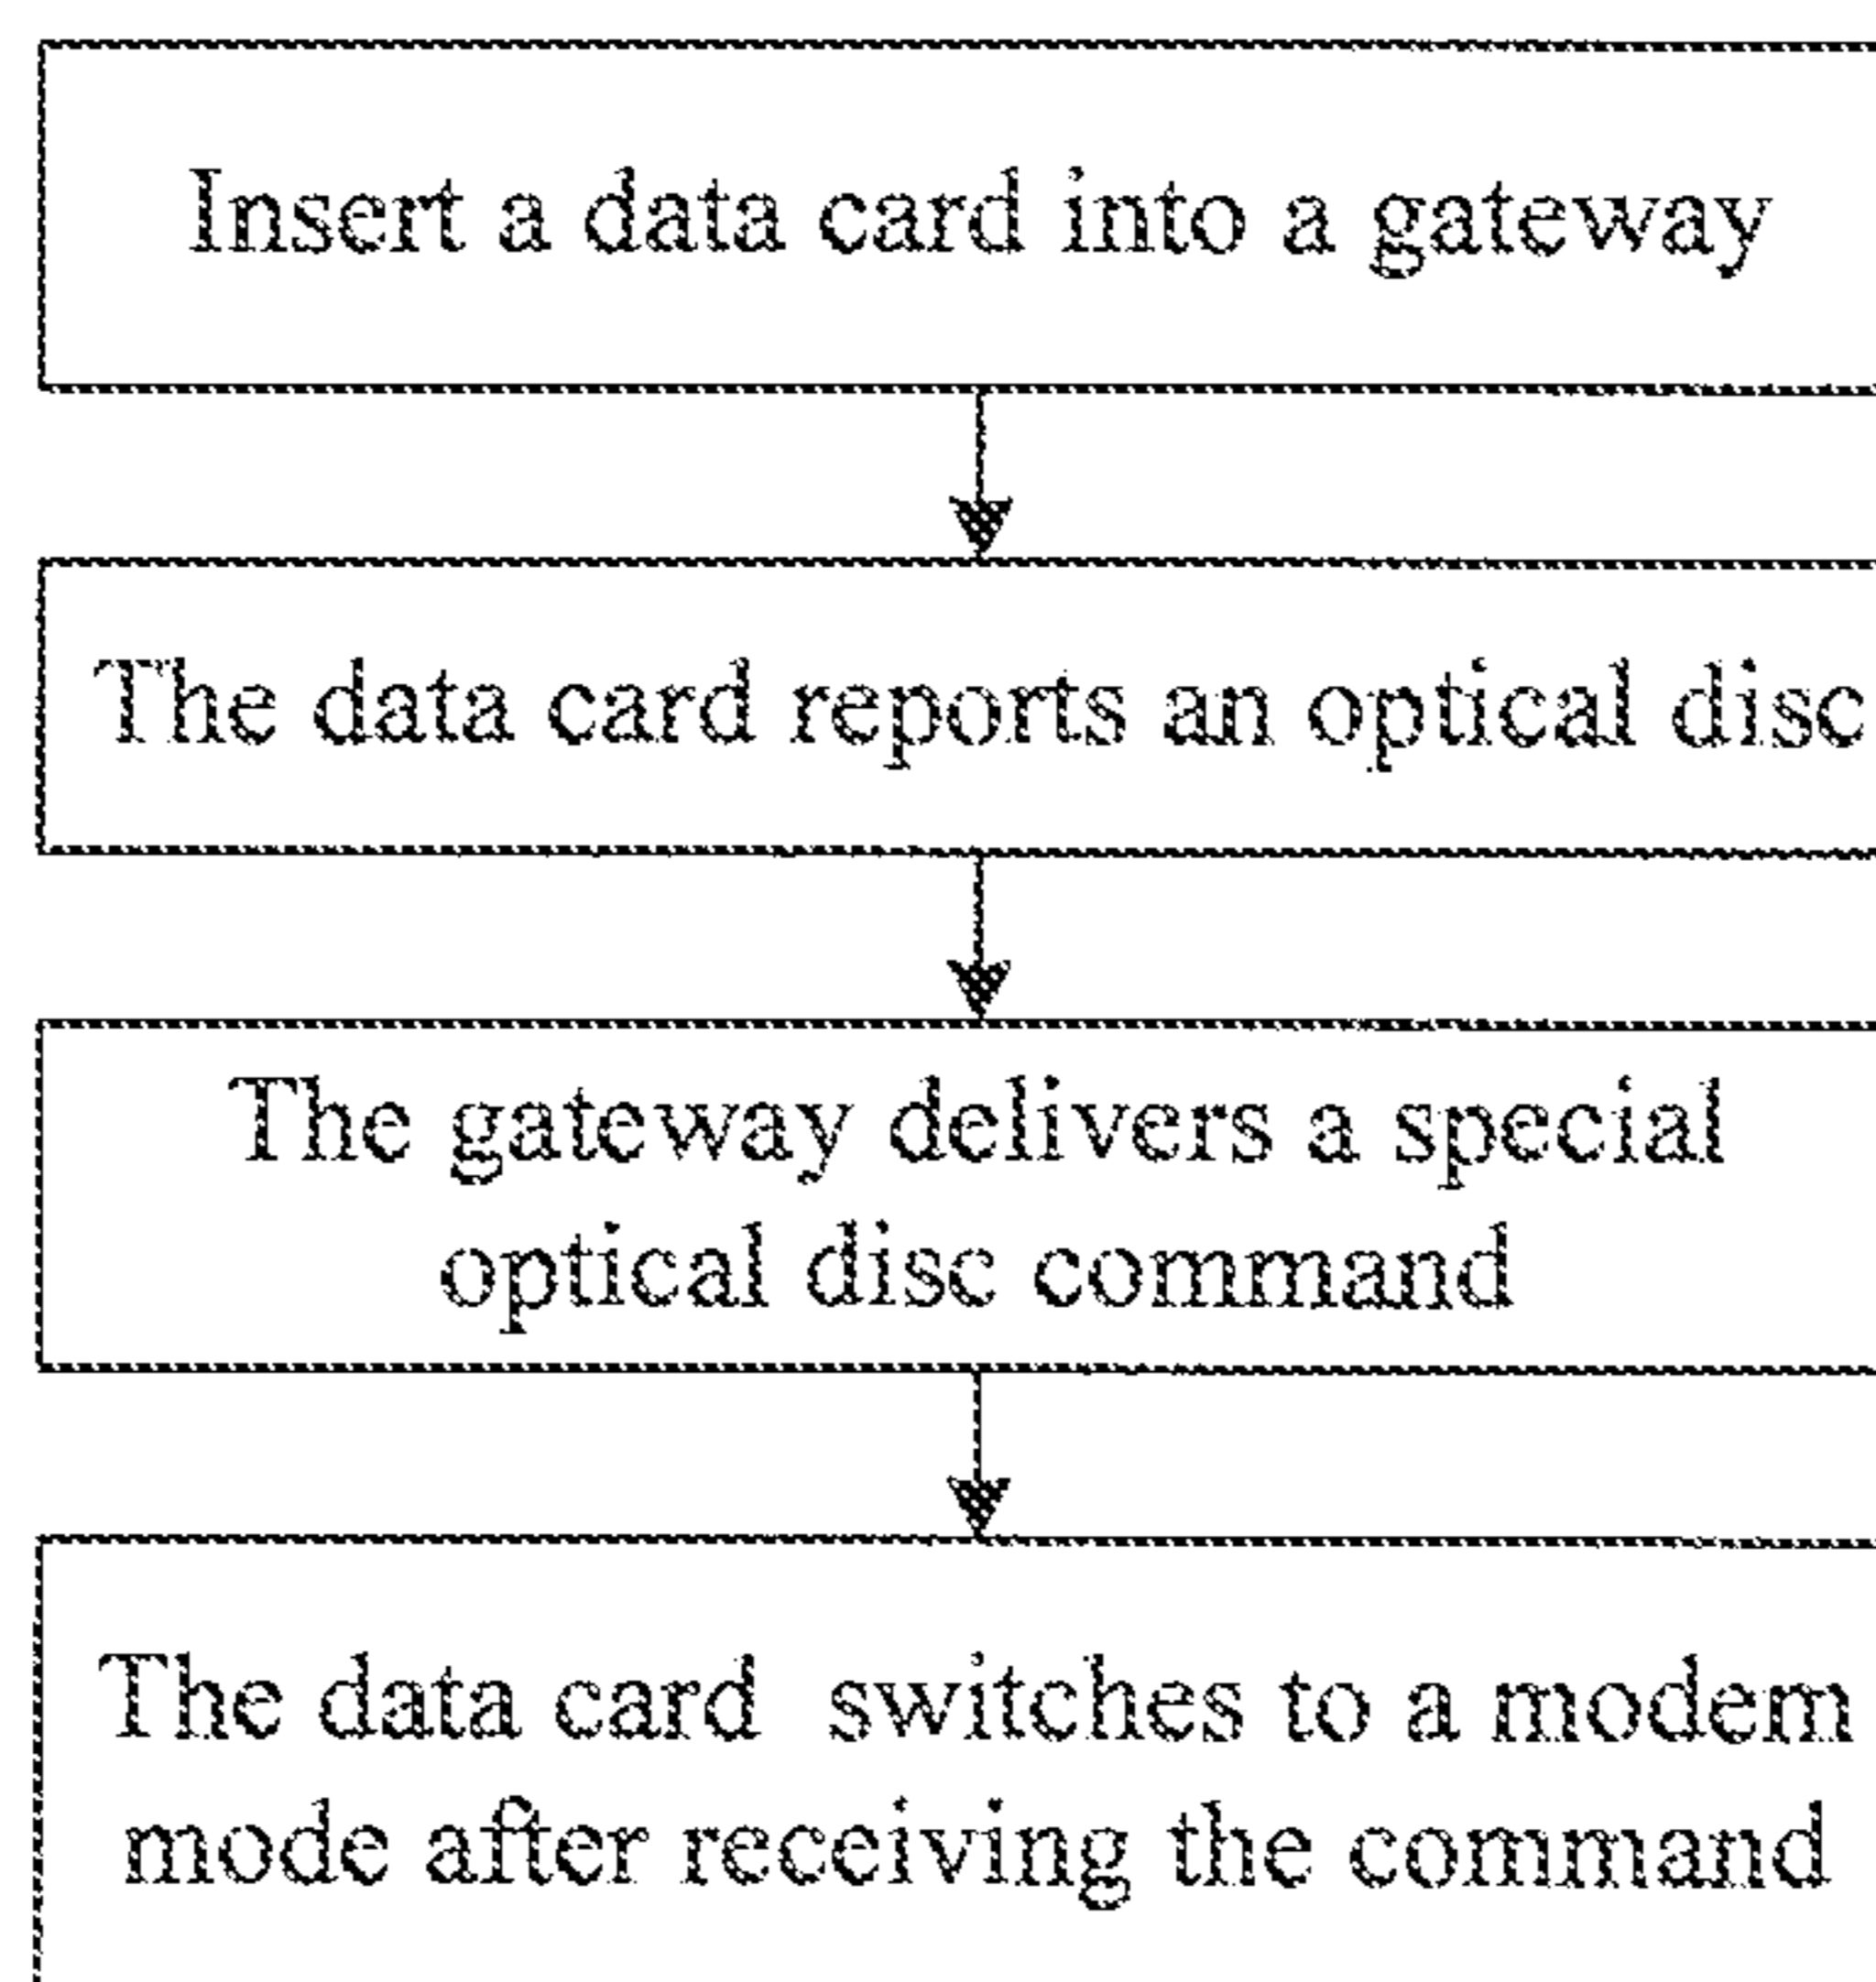 Insert a data card into a gateway
The data card reports an optical disc
The gateway delivers a special
optical disc command
The data card switches to a modem
mode after receiving the command